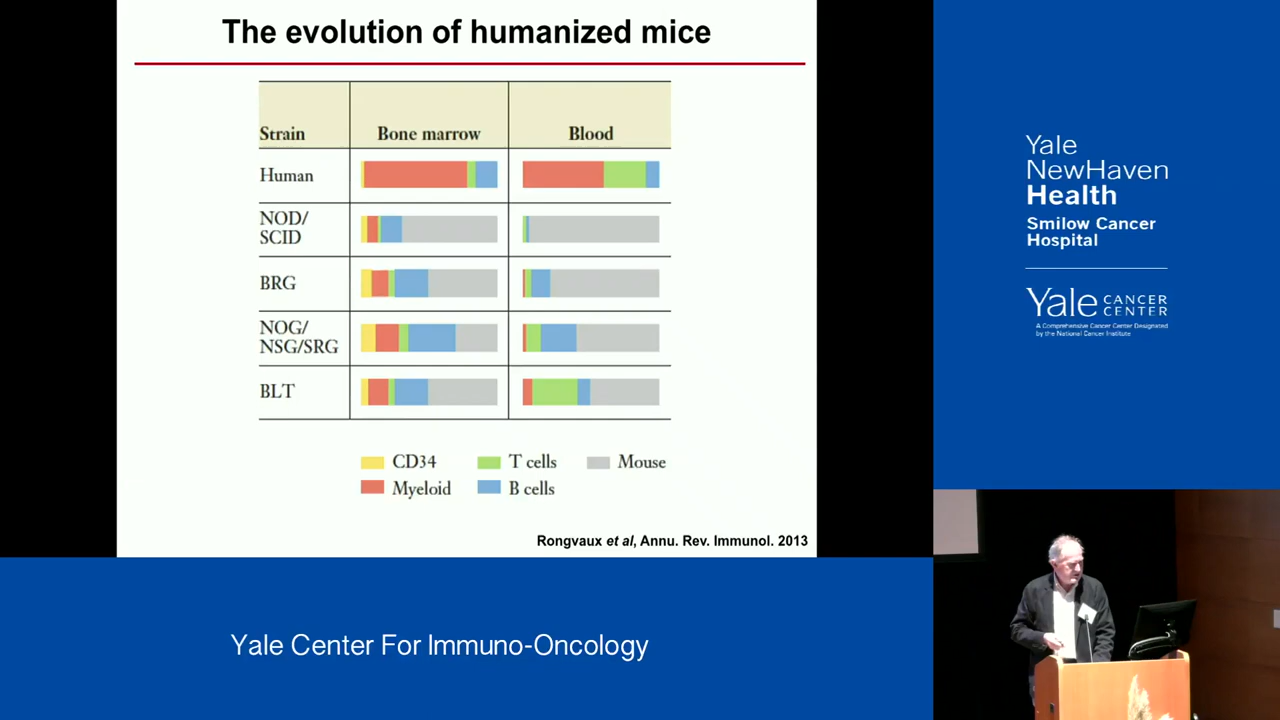 The evolution of humanized mice
Strain Bone marrow Blood
Human
NOD/
SCID
BRG
NOG/
NSG/SRG
BLT
CD34 T cells Mouse
Myeloid B cells
Rongvaux et al, Annu. Rev. Immunol. 2013
Yale Center For Immuno-Oncology
Yale
NewHaven
Health
Smilow Cancer
Hospital
Yale CANCER
CENTER
A Comprehensive Cancer Center Designated
by the National Cancer Institute